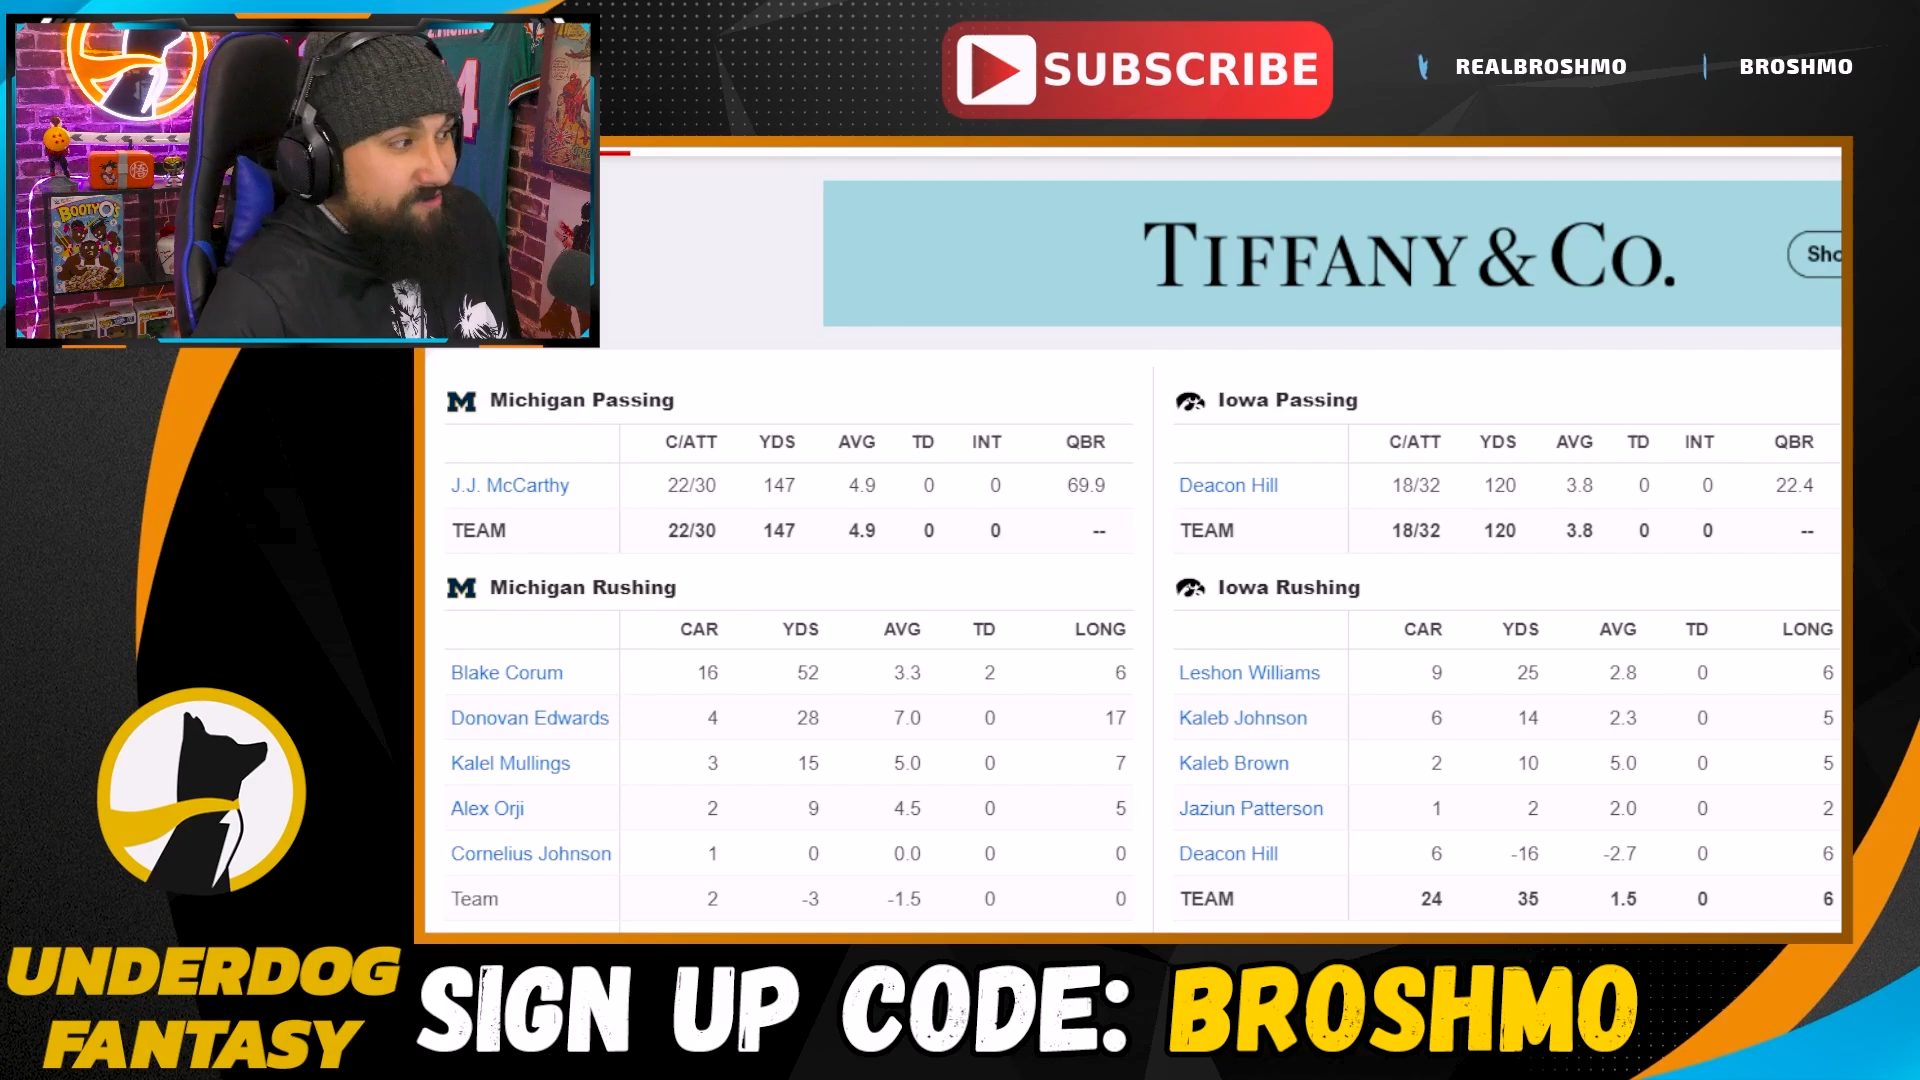 BOOTY O's
SUBSCRIBE
REALBROSHMO
BROSHMO
TIFFANY & CO.
Sho
Michigan Passing
C/ATT YDS AVG TD INT QBR
J.J. McCarthy 22/30 147 4.9 0 0 69.9
TEAM 22/30 147 4.9 0 0 --
Michigan Rushing
CAR YDS AVG TD LONG
Blake Corum 16 52 3.3 2 6
Donovan Edwards 4 28 7.0 0 17
Kalel Mullings 3 15 5.0 0 7
Alex Orji 2 9 4.5 0 5
Cornelius Johnson 1 0 0.0 0 0
Team 2 -3 -1.5 0 0
Iowa Passing
C/ATT YDS AVG TD INT QBR
Deacon Hill 18/32 120 3.8 0 0 22.4
TEAM 18/32 120 3.8 0 0 --
Iowa Rushing
CAR YDS AVG TD LONG
Leshon Williams 9 25 2.8 0 6
Kaleb Johnson 6 14 2.3 0 5
Kaleb Brown 2 10 5.0 0 5
Jaziun Patterson 1 2 2.0 0 2
Deacon Hill 6 -16 -2.7 0 6
TEAM 24 35 1.5 0 6
UNDERDOG
FANTASY
SIGN UP CODE: BROSHMO